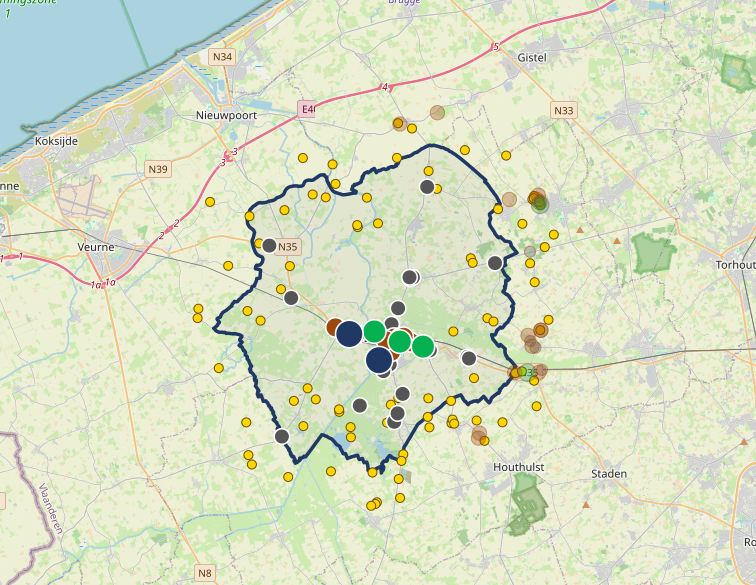 1
Brugge
N34
Gistel
5
4
E40
Nieuwpoort
N33
Koksijde
3
3
N39
2
Veurne
N35
2
Torhout
1
1
1a
1a
Houthulst
Staden
Vlaanderen
N8